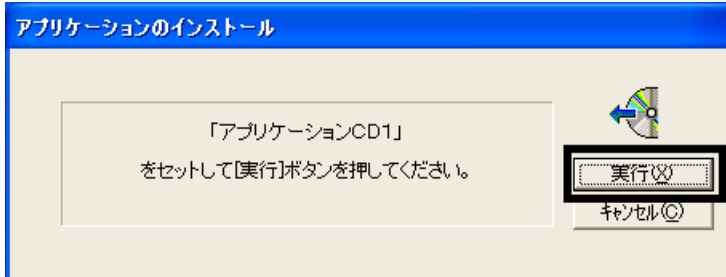 アプリケーションのインストール
「アプリケーションCD1」
をセットして[実行]ボタンを押してください。
実行(X)
キャンセル(C)